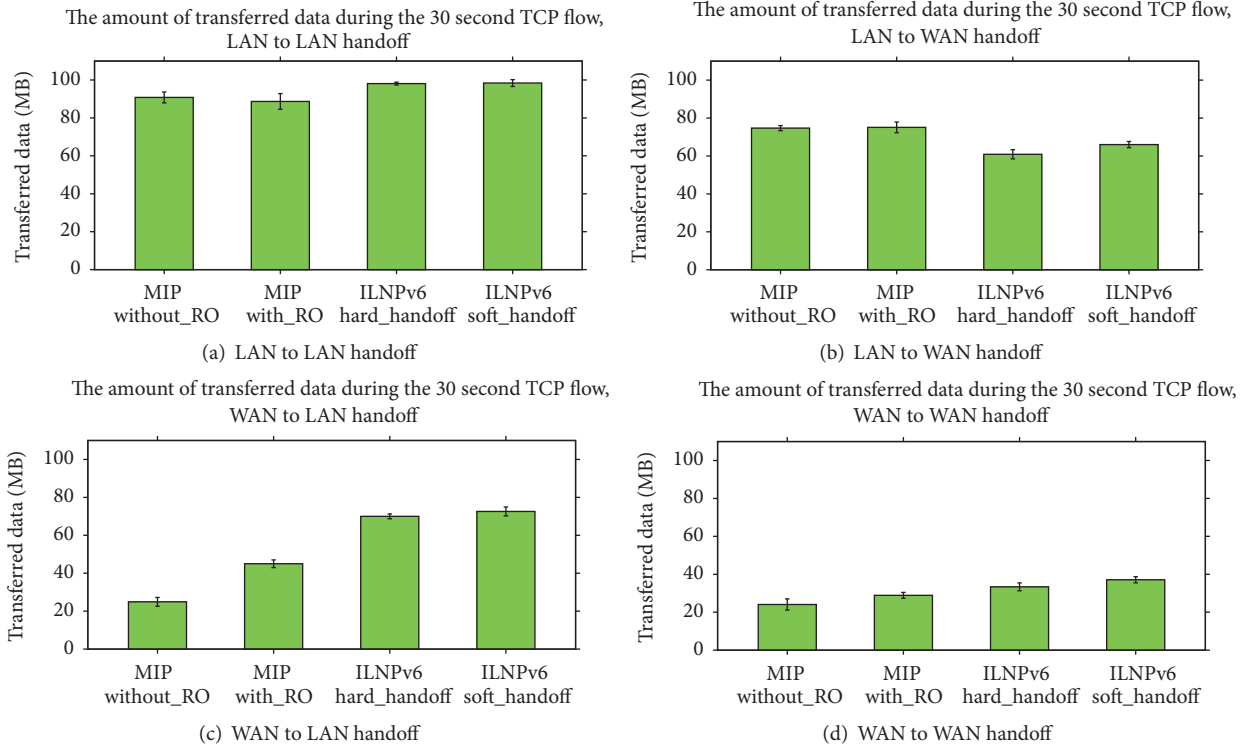 The amount of transferred data during the 30 second TCP flow,
LAN to LAN handoff
Transferred data (MB)
100
80
60
40
20
0
MIP without_RO
MIP with_RO
ILNPv6 hard_handoff
ILNPv6 soft_handoff
(a) LAN to LAN handoff
The amount of transferred data during the 30 second TCP flow,
LAN to WAN handoff
Transferred data (MB)
100
80
60
40
20
0
MIP without_RO
MIP with_RO
ILNPv6 hard_handoff
ILNPv6 soft_handoff
(b) LAN to WAN handoff
The amount of transferred data during the 30 second TCP flow,
WAN to LAN handoff
Transferred data (MB)
100
80
60
40
20
0
MIP without_RO
MIP with_RO
ILNPv6 hard_handoff
ILNPv6 soft_handoff
(c) WAN to LAN handoff
The amount of transferred data during the 30 second TCP flow,
WAN to WAN handoff
Transferred data (MB)
100
80
60
40
20
0
MIP without_RO
MIP with_RO
ILNPv6 hard_handoff
ILNPv6 soft_handoff
(d) WAN to WAN handoff